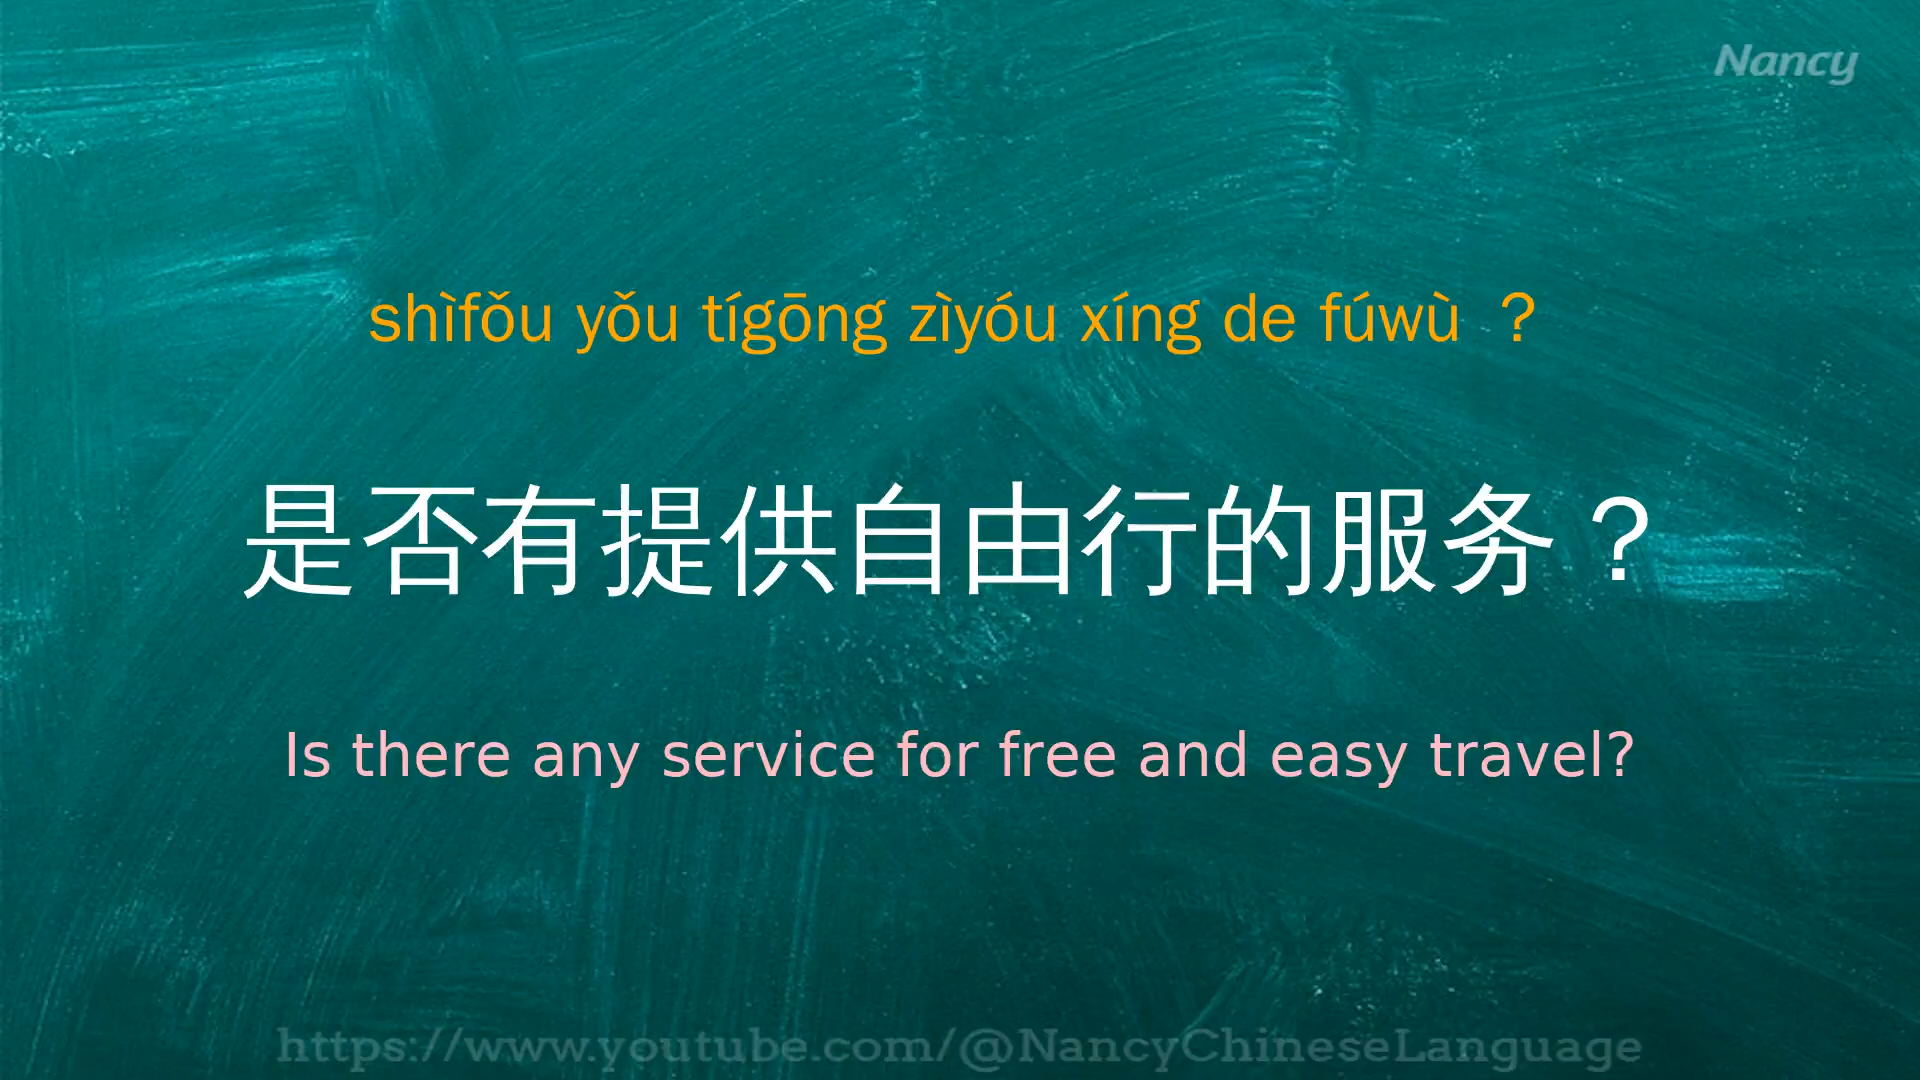 Nancy
shìfǒu yǒu tígōng zìyóu xíng de fúwù ？
是否有提供自由行的服务？
Is there any service for free and easy travel?
https://www.youtube.com/@NancyChineseLanguage